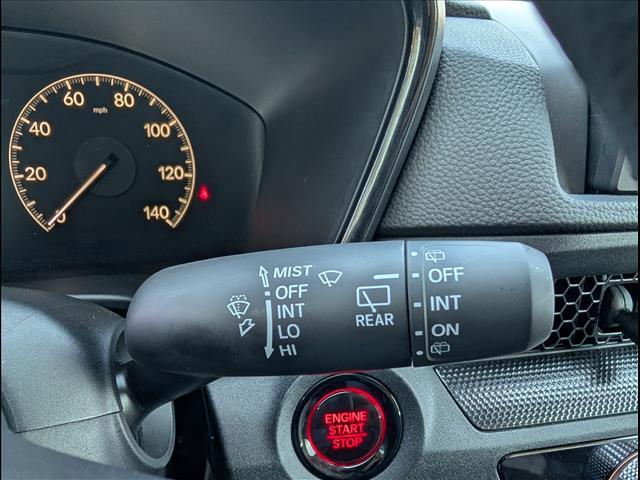 60 80
mph
40 100
20 120
0 140
MIST
OFF
INT
LO
HI
REAR
OFF
INT
ON
ENGINE
START
STOP